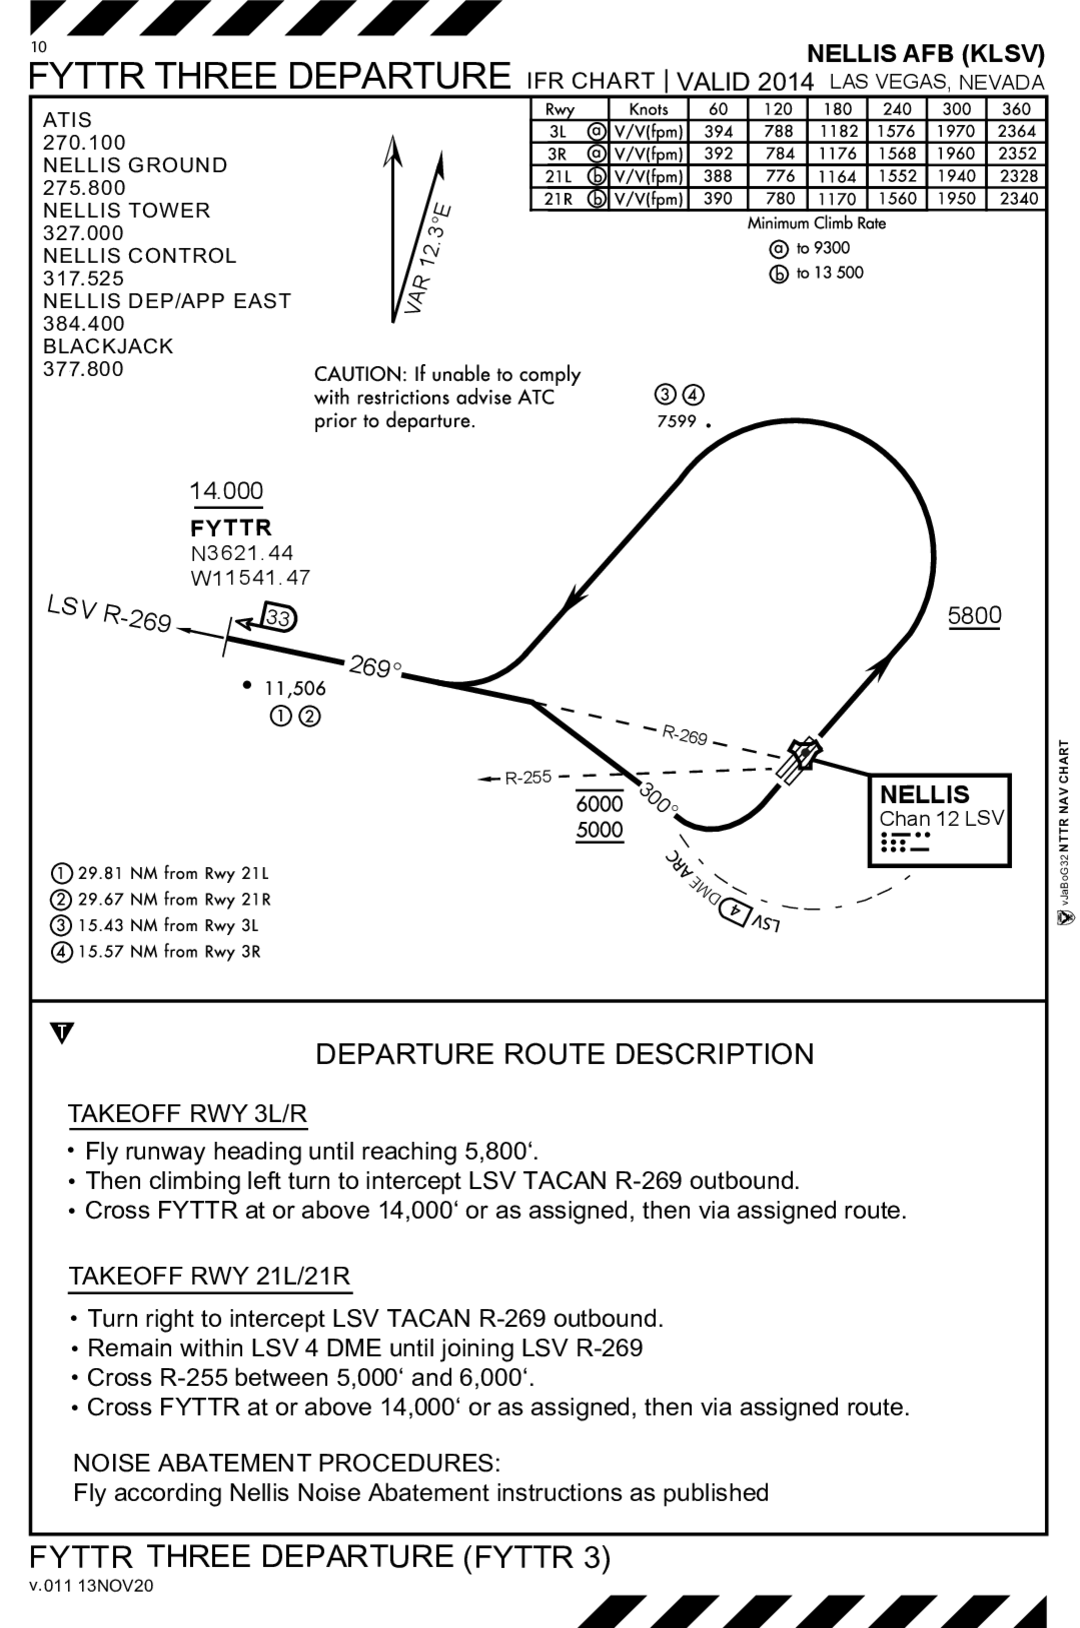 10
NELLIS AFB (KLSV)
FYTTR THREE DEPARTURE IFR CHART | VALID 2014 LAS VEGAS, NEVADA
ATIS
270.100
NELLIS GROUND
275.800
NELLIS TOWER
327.000
NELLIS CONTROL
317.525
NELLIS DEP/APP EAST
384.400
BLACKJACK
377.800
VAR 12.3°E
Rwy Knots 60 120 180 240 300 360
3L ⓐ V/V(fpm) 394 788 1182 1576 1970 2364
3R ⓐ V/V(fpm) 392 784 1176 1568 1960 2352
21L ⓑ V/V(fpm) 388 776 1164 1552 1940 2328
21R ⓑ V/V(fpm) 390 780 1170 1560 1950 2340
Minimum Climb Rate
ⓐ to 9300
ⓑ to 13 500
CAUTION: If unable to comply
with restrictions advise ATC
prior to departure.
③ ④
7599
14.000
FYTTR
N3621.44
W11541.47
LSV R-269
33
269°
11,506
① ②
5800
R-269
R-255
300°
6000
5000
NELLIS
Chan 12 LSV
LSV 4 DME ARC
① 29.81 NM from Rwy 21L
② 29.67 NM from Rwy 21R
③ 15.43 NM from Rwy 3L
④ 15.57 NM from Rwy 3R
vJaBoG32 NTTR NAV CHART
T
DEPARTURE ROUTE DESCRIPTION
TAKEOFF RWY 3L/R
• Fly runway heading until reaching 5,800‘.
• Then climbing left turn to intercept LSV TACAN R-269 outbound.
• Cross FYTTR at or above 14,000‘ or as assigned, then via assigned route.
TAKEOFF RWY 21L/21R
• Turn right to intercept LSV TACAN R-269 outbound.
• Remain within LSV 4 DME until joining LSV R-269
• Cross R-255 between 5,000‘ and 6,000‘.
• Cross FYTTR at or above 14,000‘ or as assigned, then via assigned route.
NOISE ABATEMENT PROCEDURES:
Fly according Nellis Noise Abatement instructions as published
FYTTR THREE DEPARTURE (FYTTR 3)
v.011 13NOV20